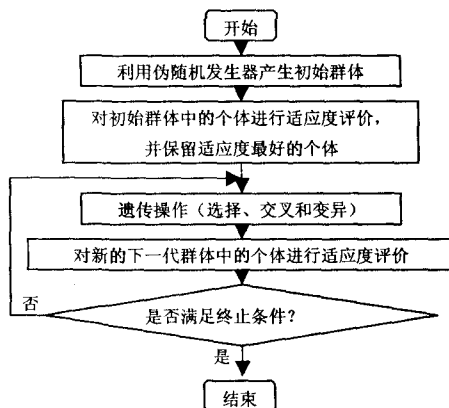 开始
利用伪随机发生器产生初始群体
对初始群体中的个体进行适应度评价，
并保留适应度最好的个体
遗传操作（选择、交叉和变异）
对新的下一代群体中的个体进行适应度评价
否
是否满足终止条件？
是
结束